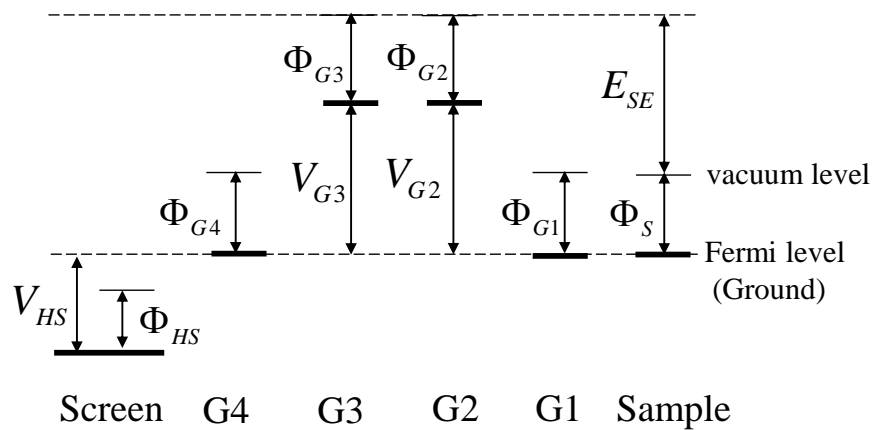 Φ_G3
Φ_G2
E_SE
V_G3
V_G2
vacuum level
Φ_G4
Φ_G1
Φ_S
Fermi level
(Ground)
V_HS
Φ_HS
Screen G4 G3 G2 G1 Sample